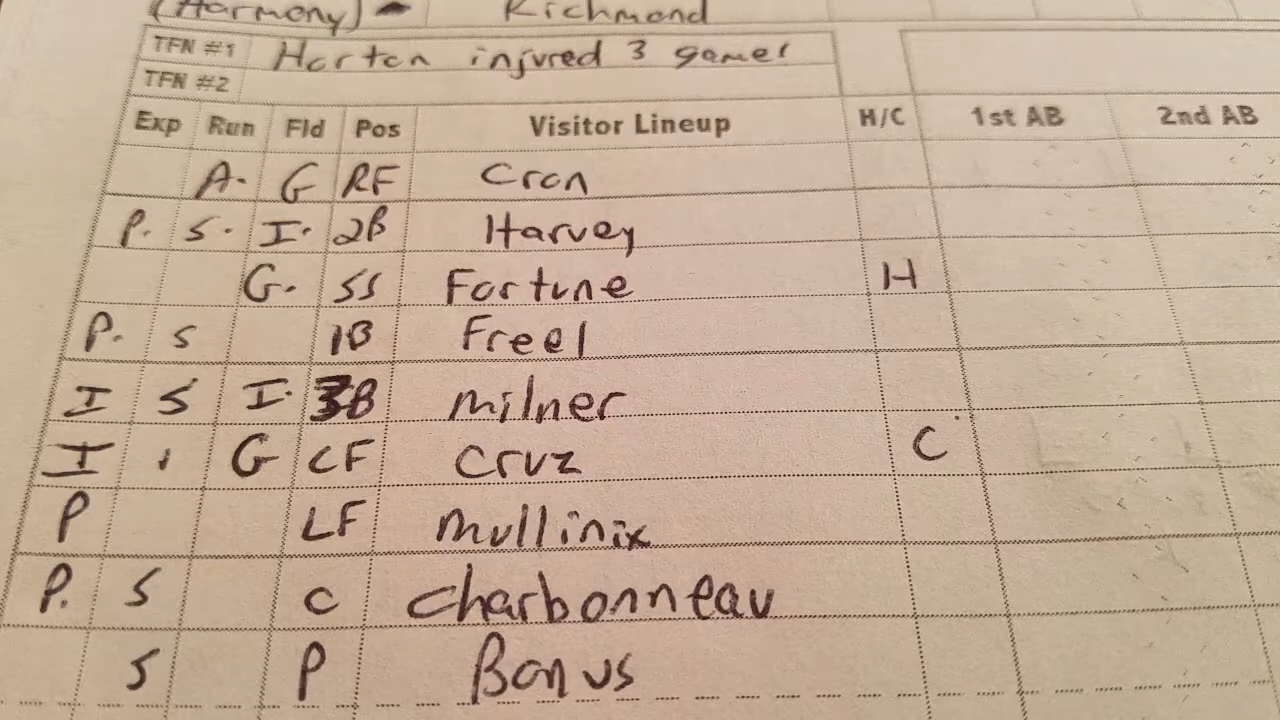 (Harmony) - Richmond
TFN #1 Horton injured 3 games
TFN #2
Exp Run Fld Pos Visitor Lineup H/C 1st AB 2nd AB
A. G RF Cron
P. S. I. 2B Harvey
G. SS Fortune H
P. S 1B Freel
I S I. 3B Milner
I G CF Cruz C
P LF Mullinix
P. S C Charbonneau
S P Bonus